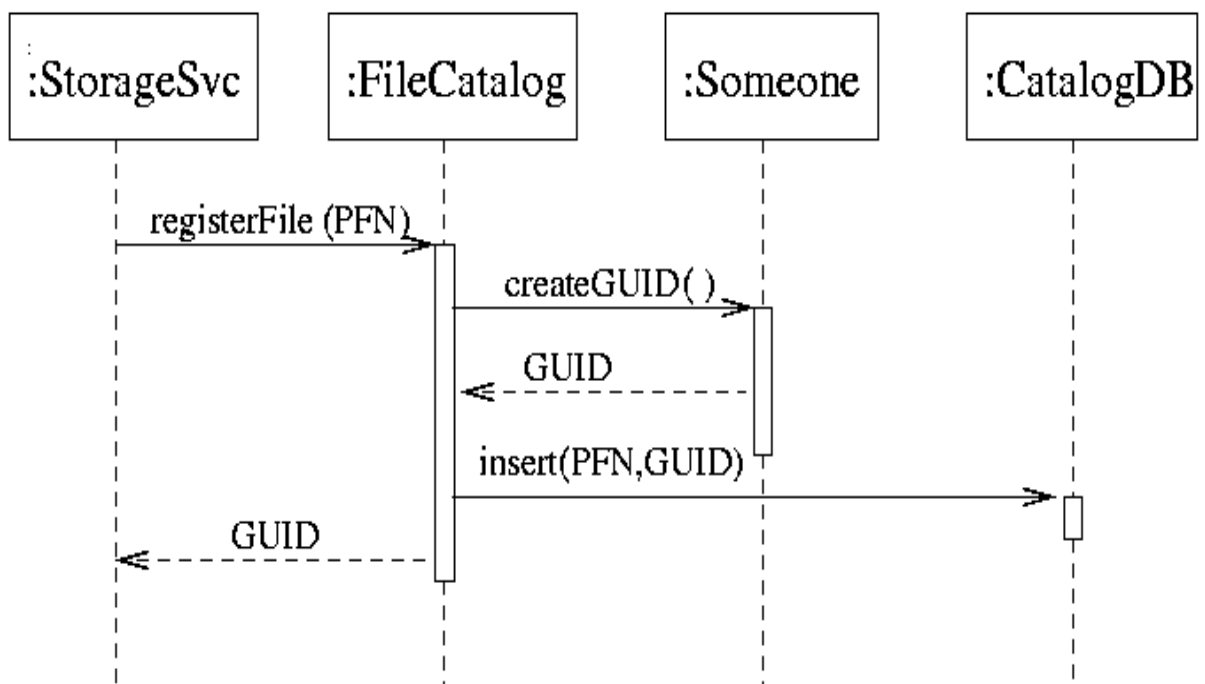 :
:StorageSvc
:FileCatalog
:Someone
:CatalogDB
registerFile (PFN)
createGUID( )
GUID
insert(PFN,GUID)
GUID